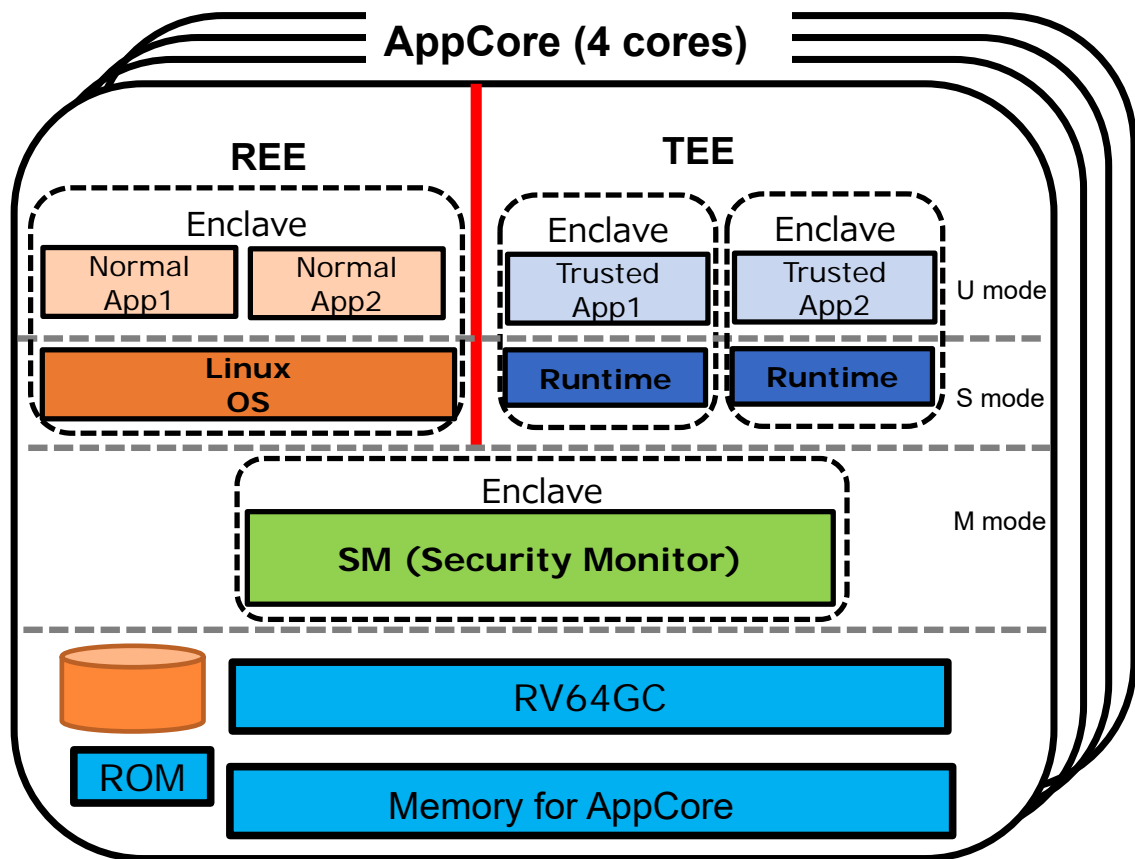 AppCore (4 cores)
REE
TEE
Enclave
Normal
App1
Normal
App2
Enclave
Trusted
App1
Enclave
Trusted
App2
U mode
Linux
OS
Runtime
Runtime
S mode
Enclave
SM (Security Monitor)
M mode
RV64GC
ROM
Memory for AppCore